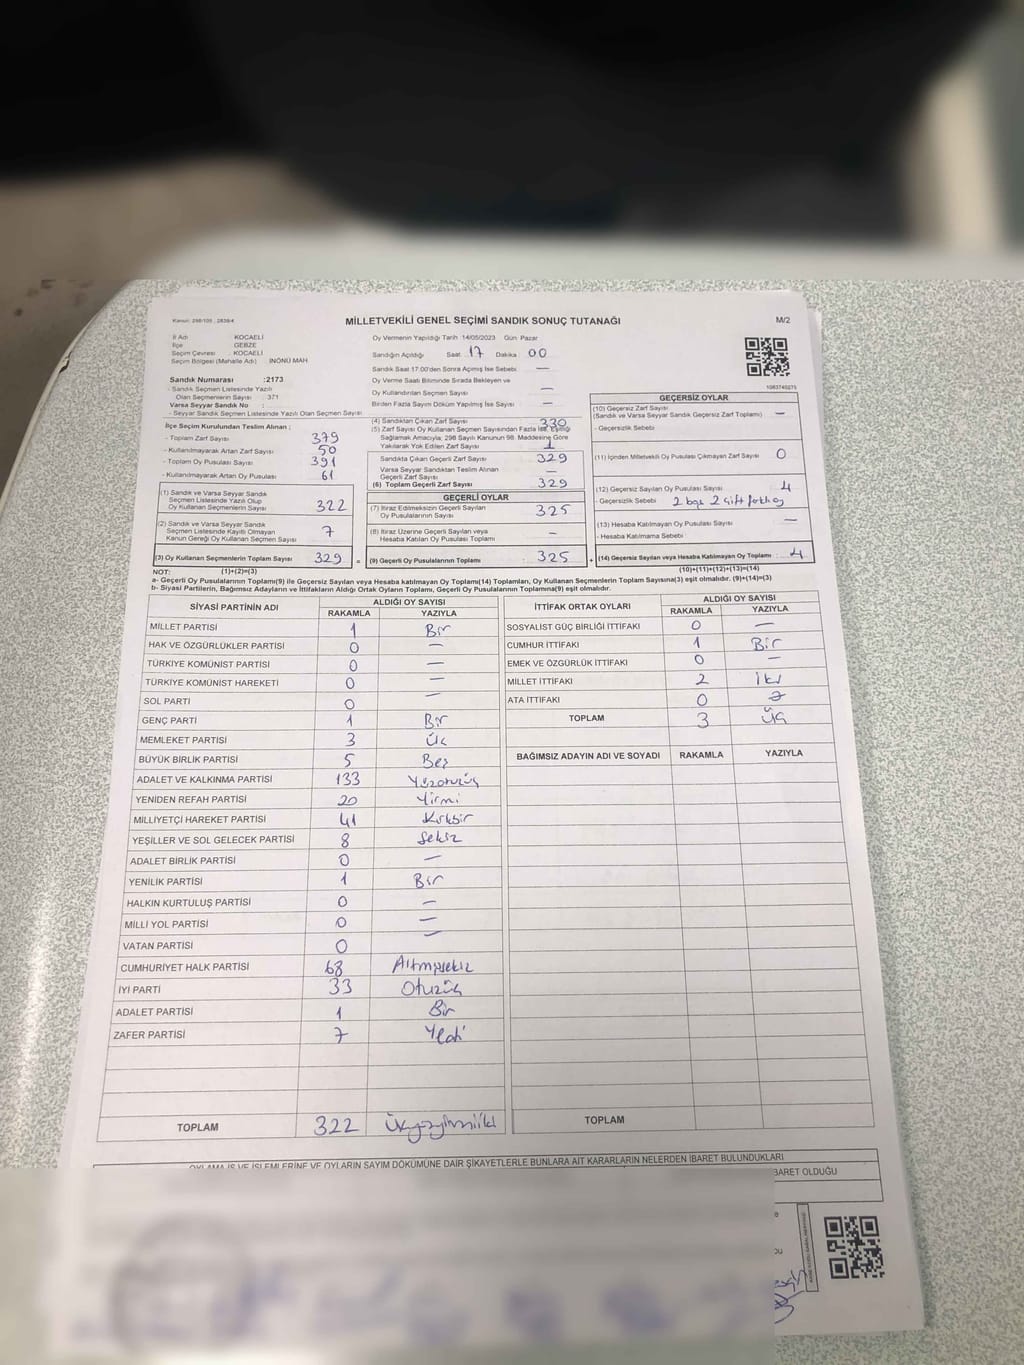 Kanun: 298/105 ; 2839/4
MİLLETVEKİLİ GENEL SEÇİMİ SANDIK SONUÇ TUTANAĞI
M/2
İl Adı KOCAELİ
İlçe GEBZE
Seçim Çevresi : KOCAELİ
Seçim Bölgesi (Mahalle Adı) İNÖNÜ MAH
Sandık Numarası :2173
- Sandık Seçmen Listesinde Yazılı
Olan Seçmenlerin Sayısı : 371
Varsa Seyyar Sandık No
- Seyyar Sandık Seçmen Listesinde Yazılı Olan Seçmen Sayısı
Oy Vermenin Yapıldığı Tarih :14/05/2023 Gün: Pazar
Sandığın Açıldığı Saat 17 Dakika 00
Sandık Saat 17:00'den Sonra Açımış İse Sebebi —
Oy Verme Saati Bitiminde Sırada Bekleyen ve
Oy Kullandırılan Seçmen Sayısı —
Birden Fazla Sayım Döküm Yapılmış İse Sayısı —
1083740275
İlçe Seçim Kurulundan Teslim Alınan ;
- Toplam Zarf Sayısı 379
- Kullanılmayarak Artan Zarf Sayısı 50
- Toplam Oy Pusulası Sayısı 391
- Kullanılmayarak Artan Oy Pusulası 61
(1) Sandık ve Varsa Seyyar Sandık
Seçmen Listesinde Yazılı Olup
Oy Kullanan Seçmenlerin Sayısı 322
(2) Sandık ve Varsa Seyyar Sandık
Seçmen Listesinde Kayıtlı Olmayan
Kanun Gereği Oy Kullanan Seçmen Sayısı 7
(3) Oy Kullanan Seçmenlerin Toplam Sayısı 329
(4) Sandıktan Çıkan Zarf Sayısı 330
(5) Zarf Sayısı Oy Kullanan Seçmen Sayısından Fazla İse, Eşitliği
Sağlamak Amacıyla; 298 Sayılı Kanunun 98. Maddesine Göre
Yakılarak Yok Edilen Zarf Sayısı 1
Sandıkta Çıkan Geçerli Zarf Sayısı 329
Varsa Seyyar Sandıktan Teslim Alınan
Geçerli Zarf Sayısı —
(6) Toplam Geçerli Zarf Sayısı 329
GEÇERLİ OYLAR
(7) İtiraz Edilmeksizin Geçerli Sayılan
Oy Pusulalarının Sayısı : 325
(8) İtiraz Üzerine Geçerli Sayılan veya
Hesaba Katılan Oy Pusulası Toplamı —
= (9) Geçerli Oy Pusulalarının Toplamı : 325
GEÇERSİZ OYLAR
(10) Geçersiz Zarf Sayısı
(Sandık ve Varsa Seyyar Sandık Geçersiz Zarf Toplamı) —
- Geçersizlik Sebebi
(11) İçinden Milletvekili Oy Pusulası Çıkmayan Zarf Sayısı 0
(12) Geçersiz Sayılan Oy Pusulası Sayısı 4
- Geçersizlik Sebebi 2 boş 2 çift
(13) Hesaba Katılmayan Oy Pusulası Sayısı —
- Hesaba Katılmama Sebebi
+ (14) Geçersiz Sayılan veya Hesaba Katılmayan Oy Toplamı : 4
NOT: (1)+(2)=(3)
(10)+(11)+(12)+(13)=(14)
a- Geçerli Oy Pusulalarının Toplamı(9) ile Geçersiz Sayılan veya Hesaba katılmayan Oy Toplamı(14) Toplamları, Oy Kullanan Seçmenlerin Toplam Sayısına(3) eşit olmalıdır. (9)+(14)=(3)
b- Siyasi Partilerin, Bağımsız Adayların ve İttifakların Aldığı Ortak Oyların Toplamı, Geçerli Oy Pusulalarının Toplamına(9) eşit olmalıdır.
SİYASİ PARTİNİN ADI ALDIĞI OY SAYISI
RAKAMLA YAZIYLA
MİLLET PARTİSİ 1 Bir
HAK VE ÖZGÜRLÜKLER PARTİSİ 0 —
TÜRKİYE KOMÜNİST PARTİSİ 0 —
TÜRKİYE KOMÜNİST HAREKETİ 0 —
SOL PARTİ 0 —
GENÇ PARTİ 1 Bir
MEMLEKET PARTİSİ 3 Üç
BÜYÜK BİRLİK PARTİSİ 5 Beş
ADALET VE KALKINMA PARTİSİ 133 Yüzotuzüç
YENİDEN REFAH PARTİSİ 20 Yirmi
MİLLİYETÇİ HAREKET PARTİSİ 41 Kırkbir
YEŞİLLER VE SOL GELECEK PARTİSİ 8 Sekiz
ADALET BİRLİK PARTİSİ 0 —
YENİLİK PARTİSİ 1 Bir
HALKIN KURTULUŞ PARTİSİ 0 —
MİLLİ YOL PARTİSİ 0 —
VATAN PARTİSİ 0 —
CUMHURİYET HALK PARTİSİ 68 Altmışsekiz
İYİ PARTİ 33 Otuzüç
ADALET PARTİSİ 1 Bir
ZAFER PARTİSİ 7 Yedi
TOPLAM 322 Üçyüzyirmiiki
İTTİFAK ORTAK OYLARI ALDIĞI OY SAYISI
RAKAMLA YAZIYLA
SOSYALİST GÜÇ BİRLİĞİ İTTİFAKI 0 —
CUMHUR İTTİFAKI 1 Bir
EMEK VE ÖZGÜRLÜK İTTİFAKI 0 —
MİLLET İTTİFAKI 2 İki
ATA İTTİFAKI 0
TOPLAM 3 Üç
BAĞIMSIZ ADAYIN ADI VE SOYADI RAKAMLA YAZIYLA
TOPLAM
OYLAMA İŞ VE İŞLEMLERİNE VE OYLARIN SAYIM DÖKÜMÜNE DAİR ŞİKAYETLERLE BUNLARA AİT KARARLARIN NELERDEN İBARET BULUNDUKLARI
BARET OLDUĞU